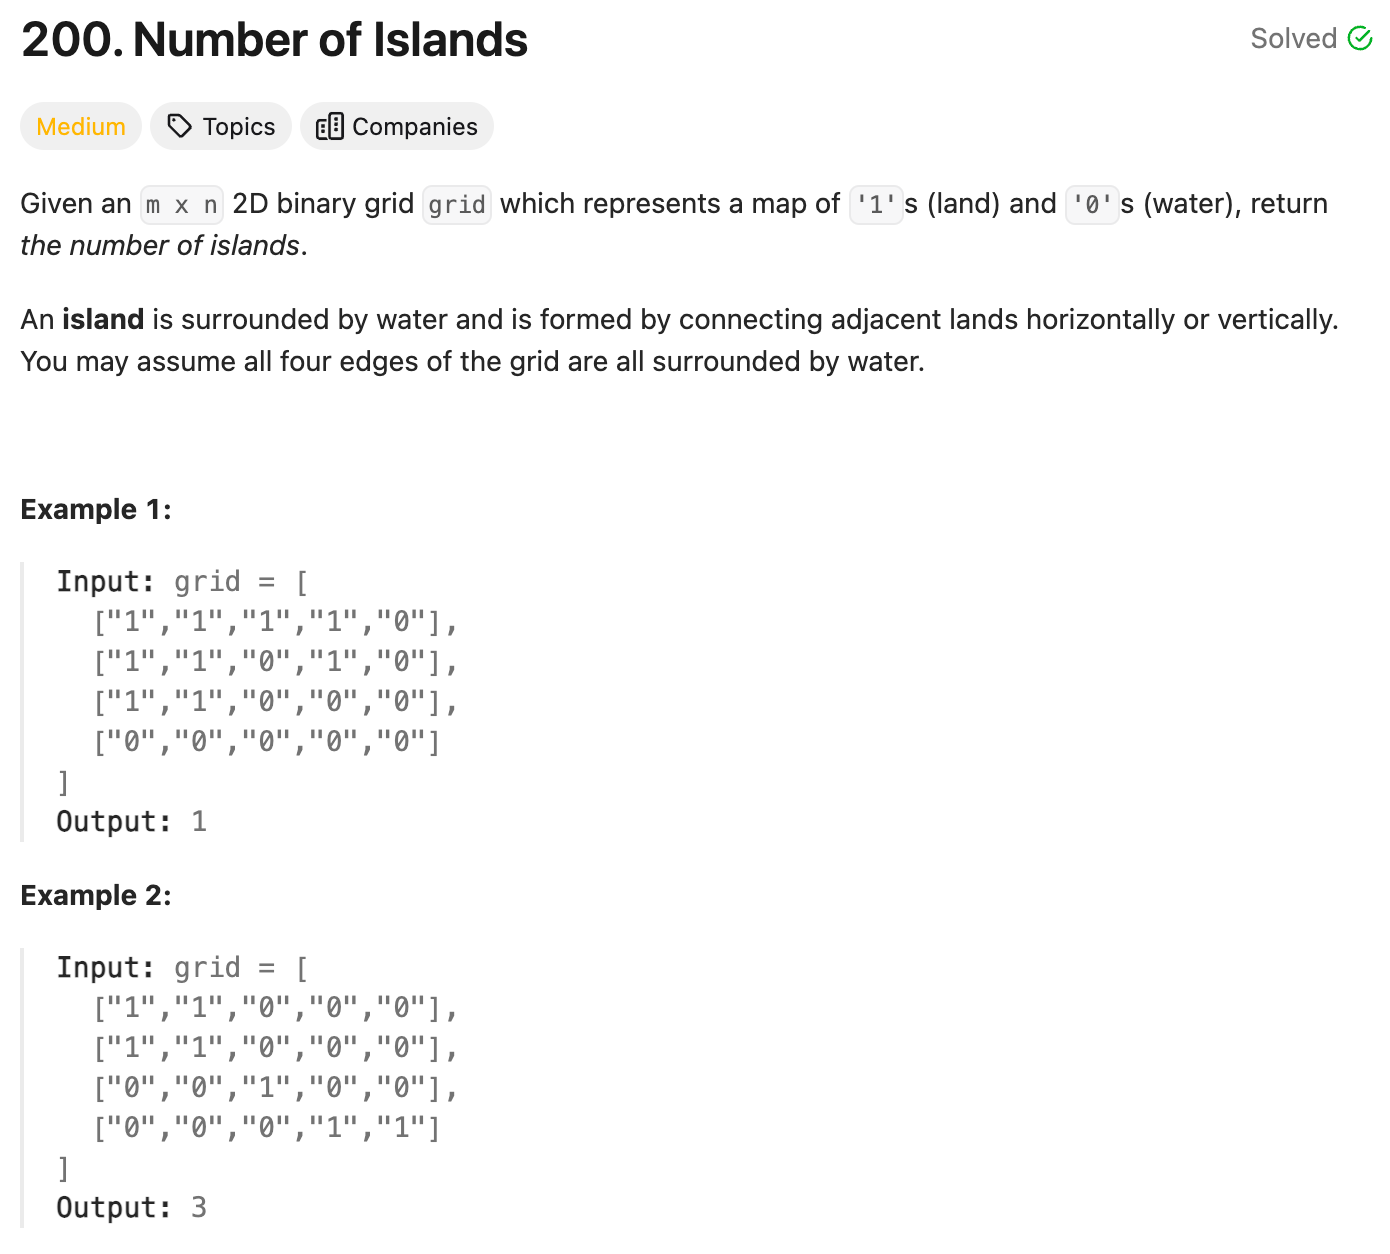 200. Number of Islands
Solved
Medium Topics Companies
Given an m x n 2D binary grid grid which represents a map of '1's (land) and '0's (water), return
the number of islands.
An island is surrounded by water and is formed by connecting adjacent lands horizontally or vertically.
You may assume all four edges of the grid are all surrounded by water.
Example 1:
Input: grid = [
["1","1","1","1","0"],
["1","1","0","1","0"],
["1","1","0","0","0"],
["0","0","0","0","0"]
]
Output: 1
Example 2:
Input: grid = [
["1","1","0","0","0"],
["1","1","0","0","0"],
["0","0","1","0","0"],
["0","0","0","1","1"]
]
Output: 3